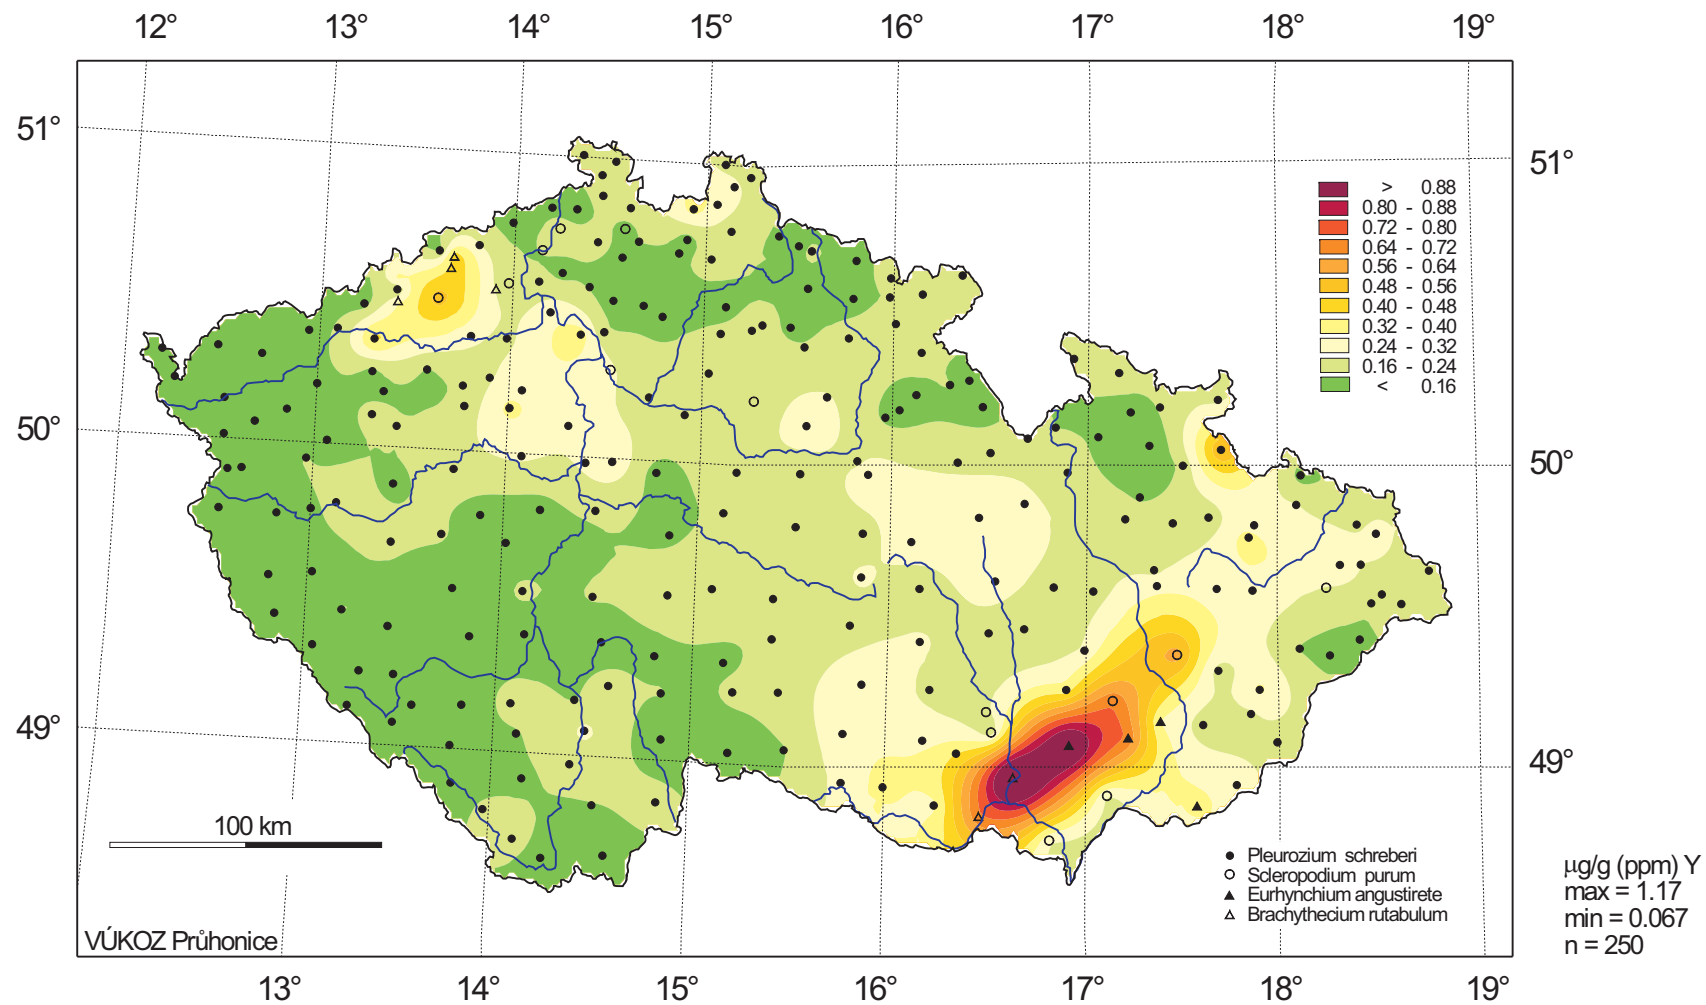 12° 13° 14° 15° 16° 17° 18° 19°
51° 51°
> 0.88
0.80 - 0.88
0.72 - 0.80
0.64 - 0.72
0.56 - 0.64
0.48 - 0.56
0.40 - 0.48
0.32 - 0.40
0.24 - 0.32
0.16 - 0.24
< 0.16
50° 50°
49° 49°
100 km
Pleurozium schreberi
Scleropodium purum
Eurhynchium angustirete
Brachythecium rutabulum
µg/g (ppm) Y
max = 1.17
min = 0.067
n = 250
VÚKOZ Průhonice
13° 14° 15° 16° 17° 18° 19°